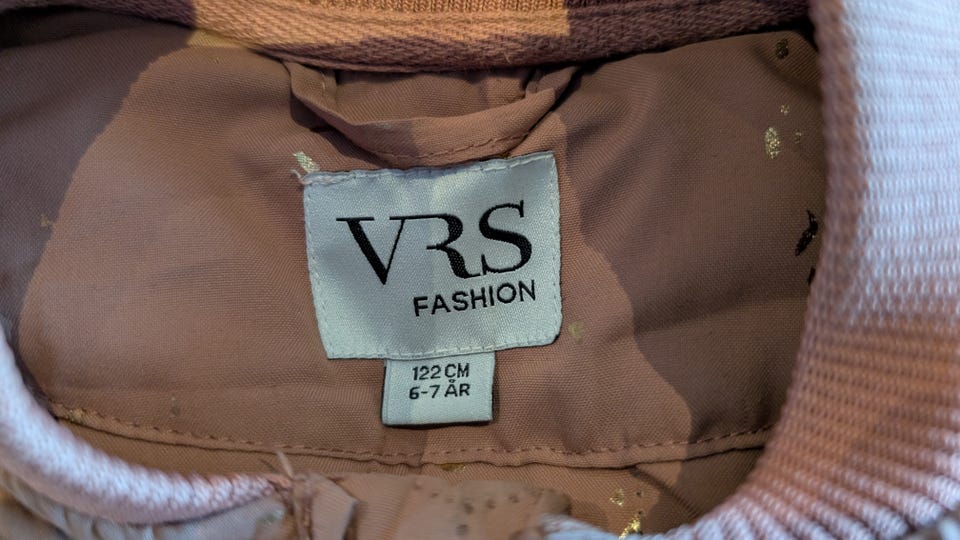 VRS
FASHION
122 CM
6-7 ÅR